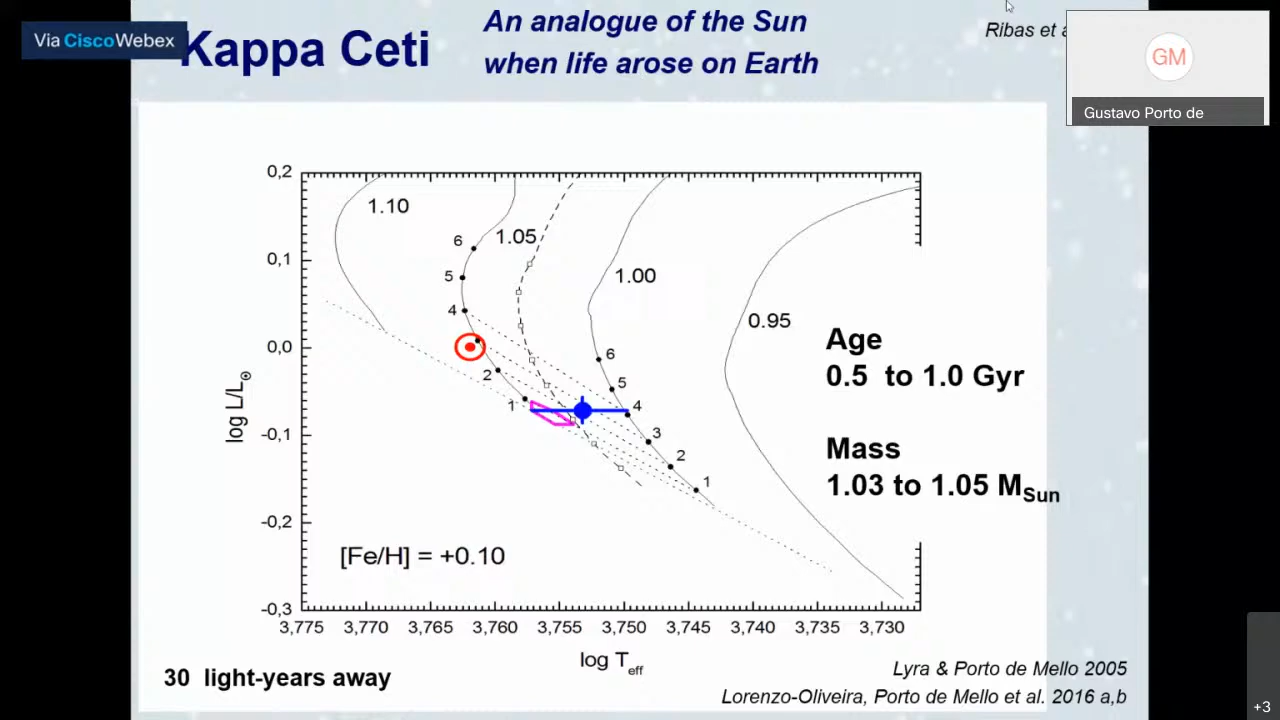 Via CiscoWebex
Kappa Ceti
An analogue of the Sun
when life arose on Earth
Ribas et
GM
Gustavo Porto de
0,2
0,1
0,0
-0,1
-0,2
-0,3
log L/L☉
1.10
1.05
1.00
0.95
6
5
4
2
1
6
5
4
3
2
1
[Fe/H] = +0.10
3,775 3,770 3,765 3,760 3,755 3,750 3,745 3,740 3,735 3,730
log Teff
Age
0.5 to 1.0 Gyr
Mass
1.03 to 1.05 MSun
30 light-years away
Lyra & Porto de Mello 2005
Lorenzo-Oliveira, Porto de Mello et al. 2016 a,b
+3